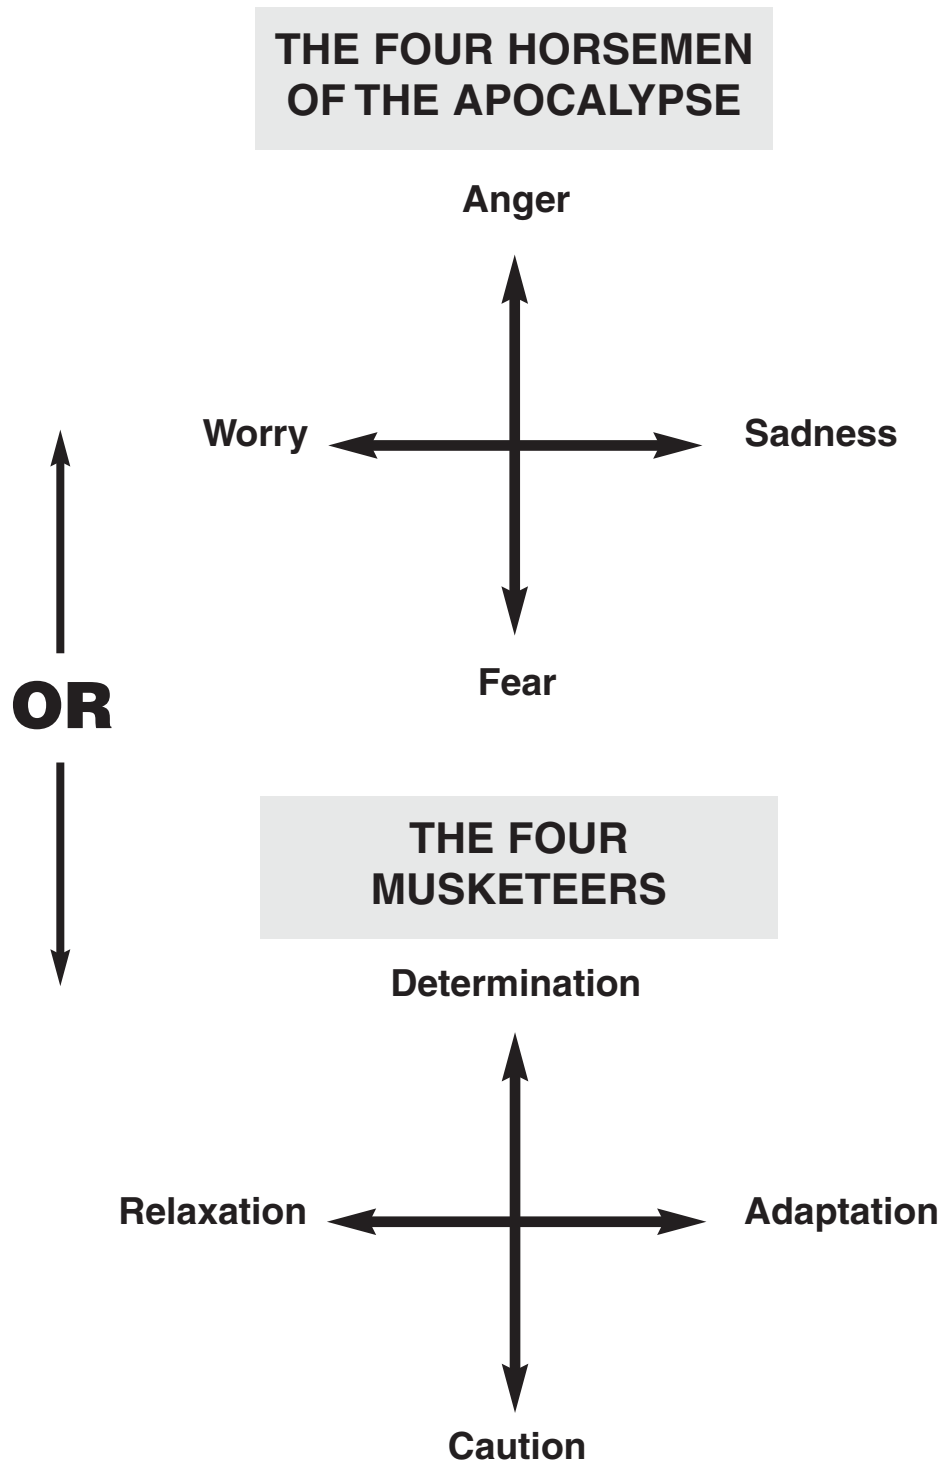 THE FOUR HORSEMEN
OF THE APOCALYPSE
Anger
Worry
Sadness
Fear
OR
THE FOUR
MUSKETEERS
Determination
Relaxation
Adaptation
Caution